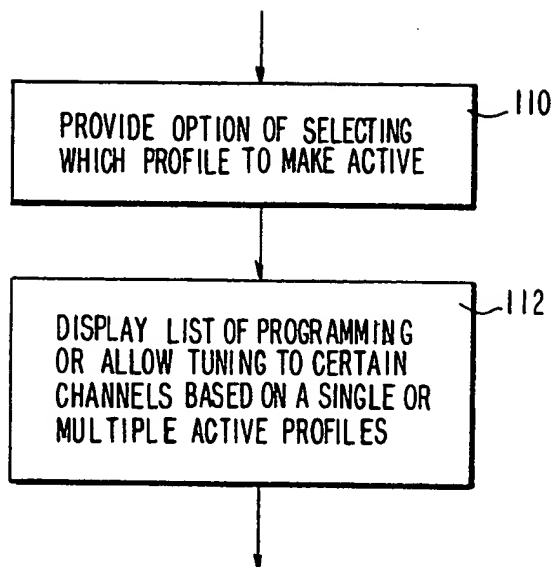 110
PROVIDE OPTION OF SELECTING
WHICH PROFILE TO MAKE ACTIVE
112
DISPLAY LIST OF PROGRAMMING
OR ALLOW TUNING TO CERTAIN
CHANNELS BASED ON A SINGLE OR
MULTIPLE ACTIVE PROFILES